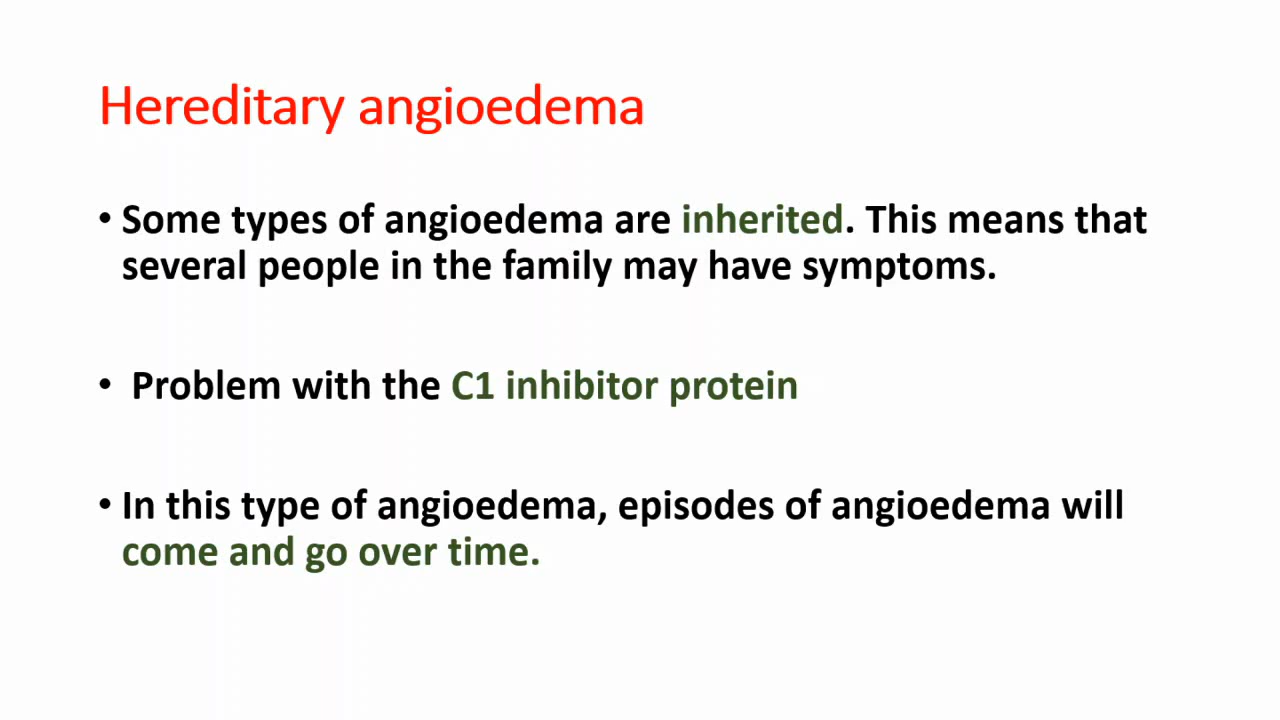 Hereditary angioedema
• Some types of angioedema are inherited. This means that
several people in the family may have symptoms.
• Problem with the C1 inhibitor protein
• In this type of angioedema, episodes of angioedema will
come and go over time.